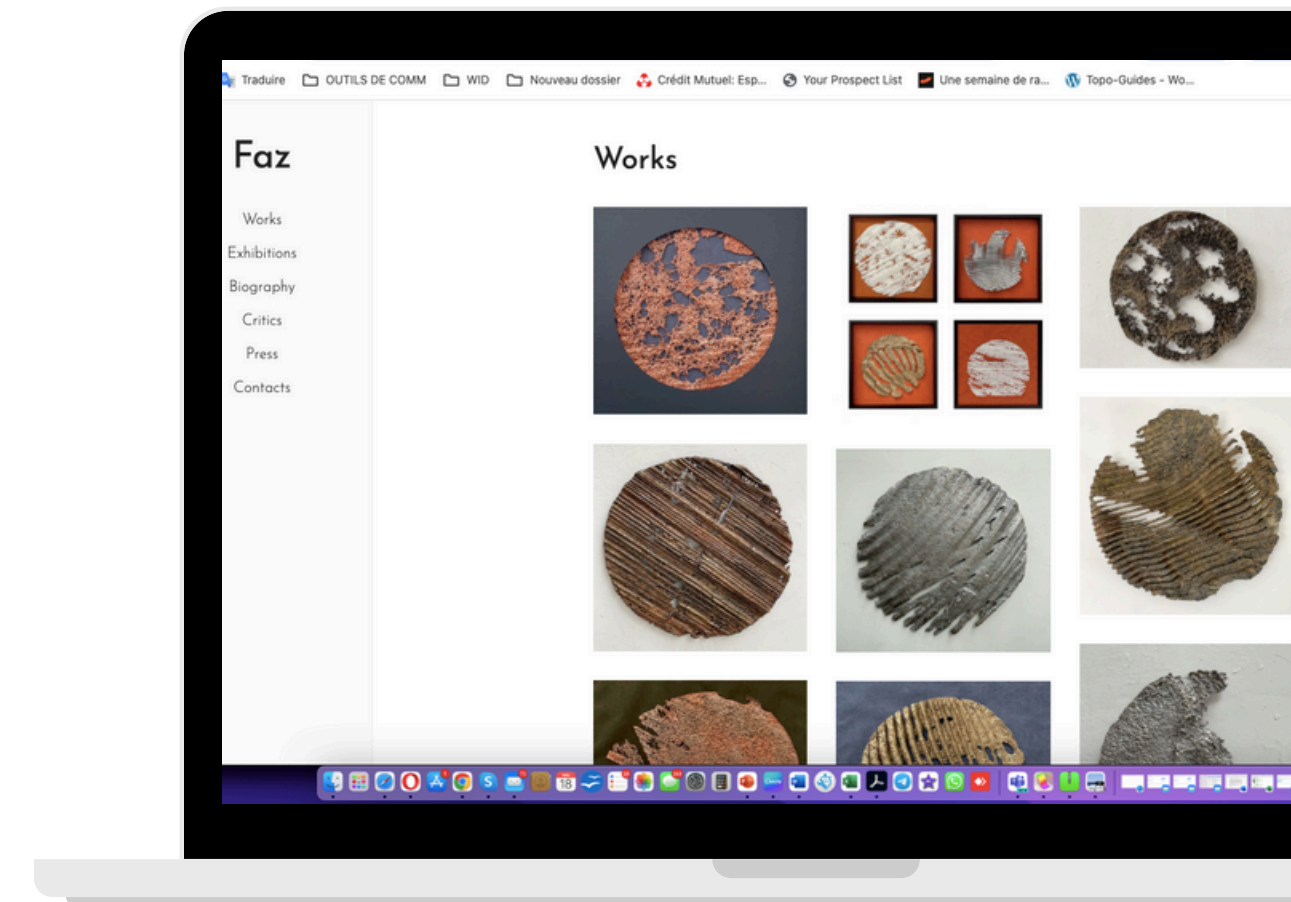 Traduire OUTILS DE COMM WID Nouveau dossier Crédit Mutuel: Esp... Your Prospect List Une semaine de ra... Topo-Guides - Wo...
Faz
Works
Exhibitions
Biography
Critics
Press
Contacts
Works
18